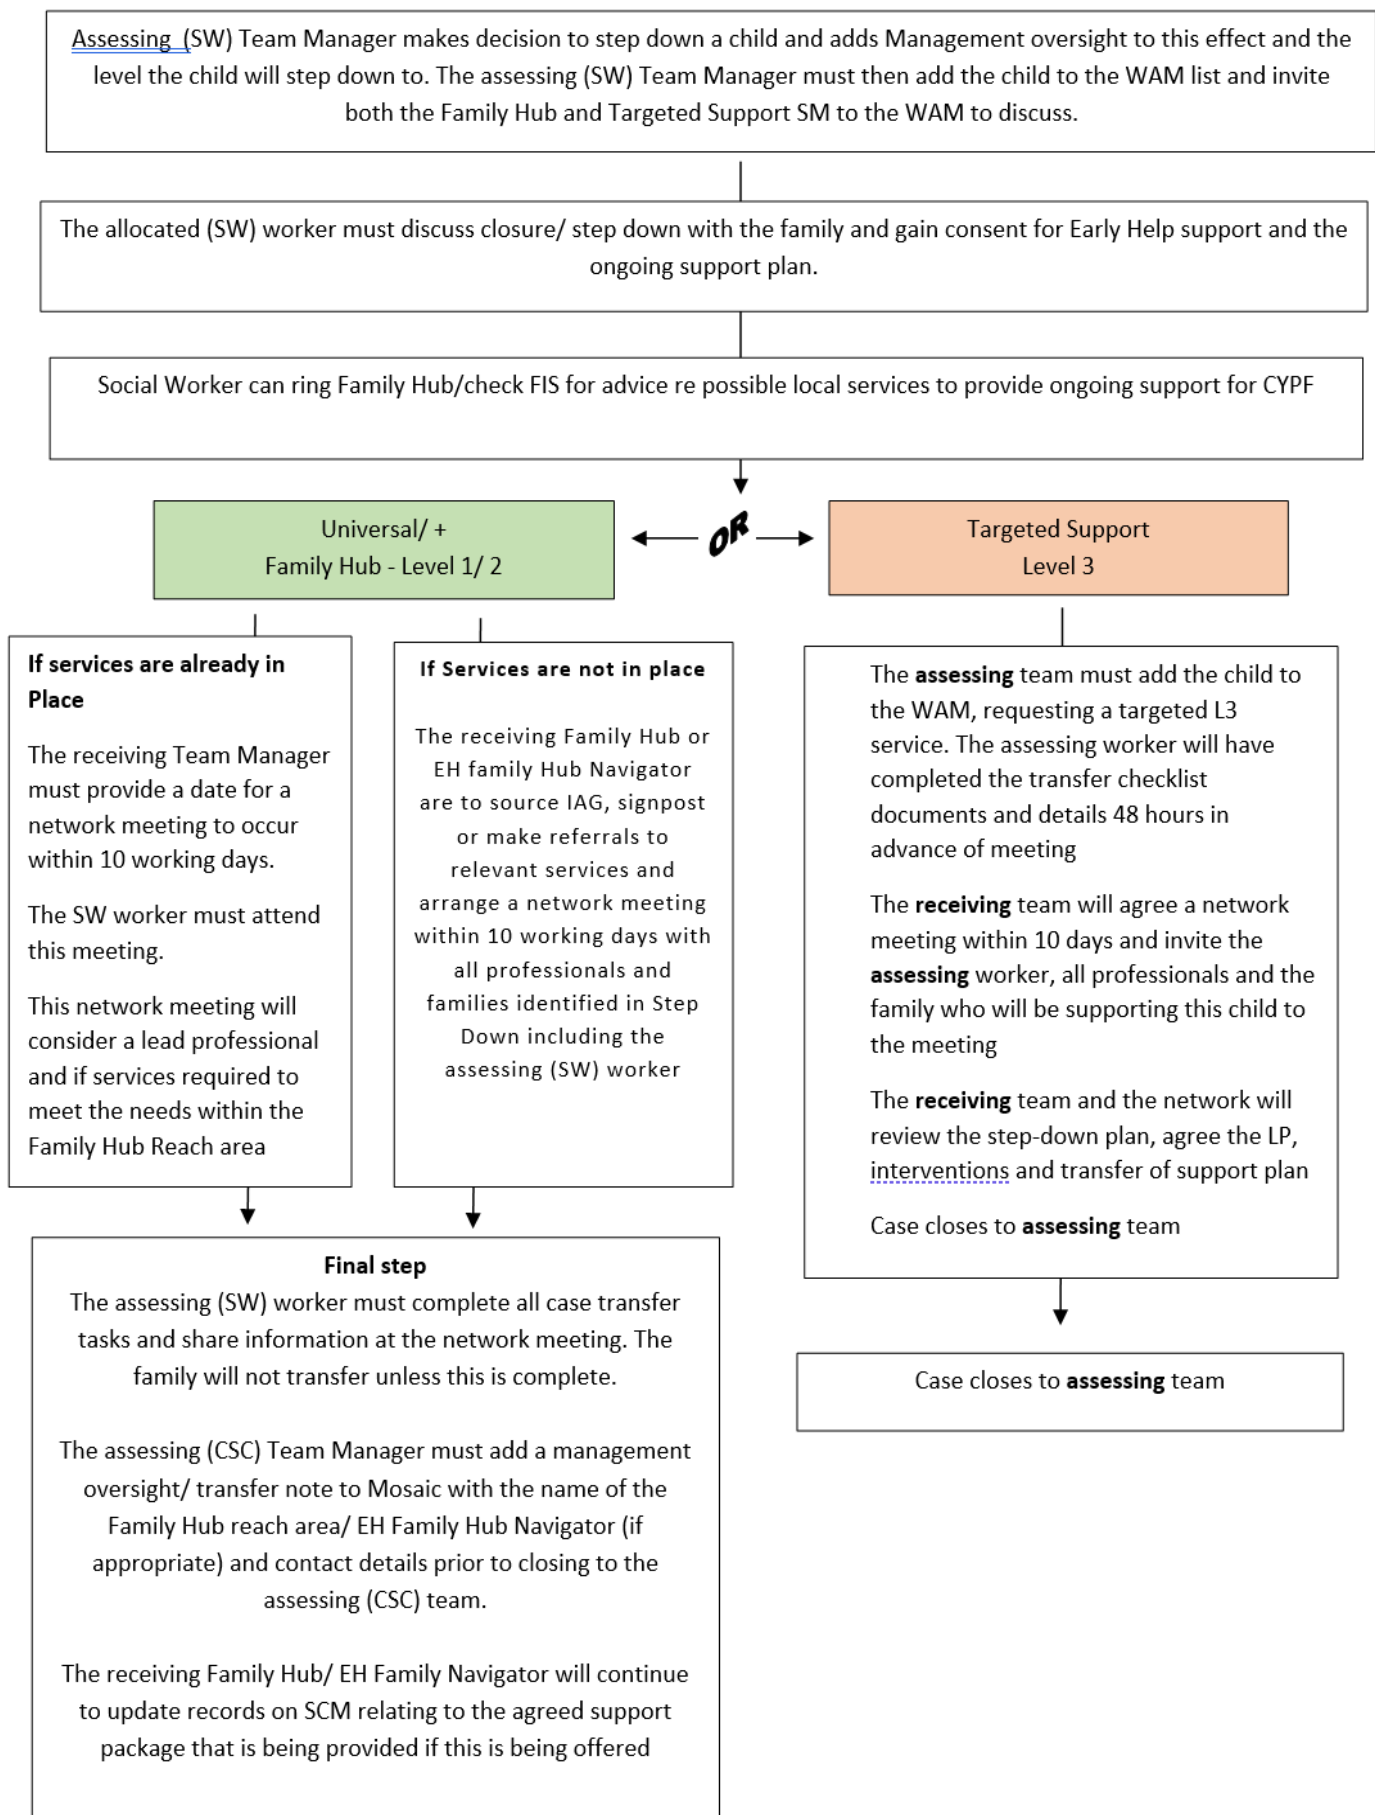 Assessing (SW) Team Manager makes decision to step down a child and adds Management oversight to this effect and the
level the child will step down to. The assessing (SW) Team Manager must then add the child to the WAM list and invite
both the Family Hub and Targeted Support SM to the WAM to discuss.
The allocated (SW) worker must discuss closure/ step down with the family and gain consent for Early Help support and the
ongoing support plan.
Social Worker can ring Family Hub/check FIS for advice re possible local services to provide ongoing support for CYPF
Universal/ +
Family Hub - Level 1/ 2
OR
Targeted Support
Level 3
If services are already in
Place
The receiving Team Manager
must provide a date for a
network meeting to occur
within 10 working days.
The SW worker must attend
this meeting.
This network meeting will
consider a lead professional
and if services required to
meet the needs within the
Family Hub Reach area
If Services are not in place
The receiving Family Hub or
EH family Hub Navigator
are to source IAG, signpost
or make referrals to
relevant services and
arrange a network meeting
within 10 working days with
all professionals and
families identified in Step
Down including the
assessing (SW) worker
The assessing team must add the child to
the WAM, requesting a targeted L3
service. The assessing worker will have
completed the transfer checklist
documents and details 48 hours in
advance of meeting
The receiving team will agree a network
meeting within 10 days and invite the
assessing worker, all professionals and the
family who will be supporting this child to
the meeting
The receiving team and the network will
review the step-down plan, agree the LP,
interventions and transfer of support plan
Case closes to assessing team
Final step
The assessing (SW) worker must complete all case transfer
tasks and share information at the network meeting. The
family will not transfer unless this is complete.
The assessing (CSC) Team Manager must add a management
oversight/ transfer note to Mosaic with the name of the
Family Hub reach area/ EH Family Hub Navigator (if
appropriate) and contact details prior to closing to the
assessing (CSC) team.
The receiving Family Hub/ EH Family Navigator will continue
to update records on SCM relating to the agreed support
package that is being provided if this is being offered
Case closes to assessing team